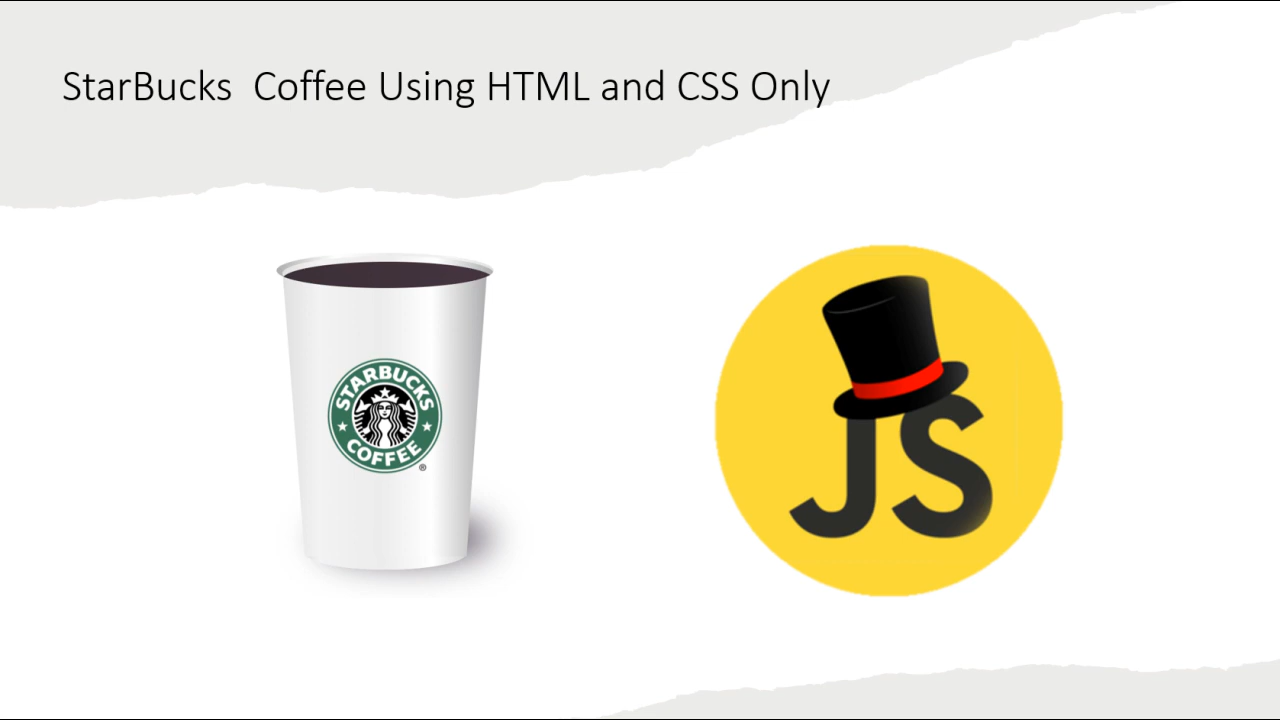 StarBucks  Coffee Using HTML and CSS Only
STARBUCKS
COFFEE
®
JS